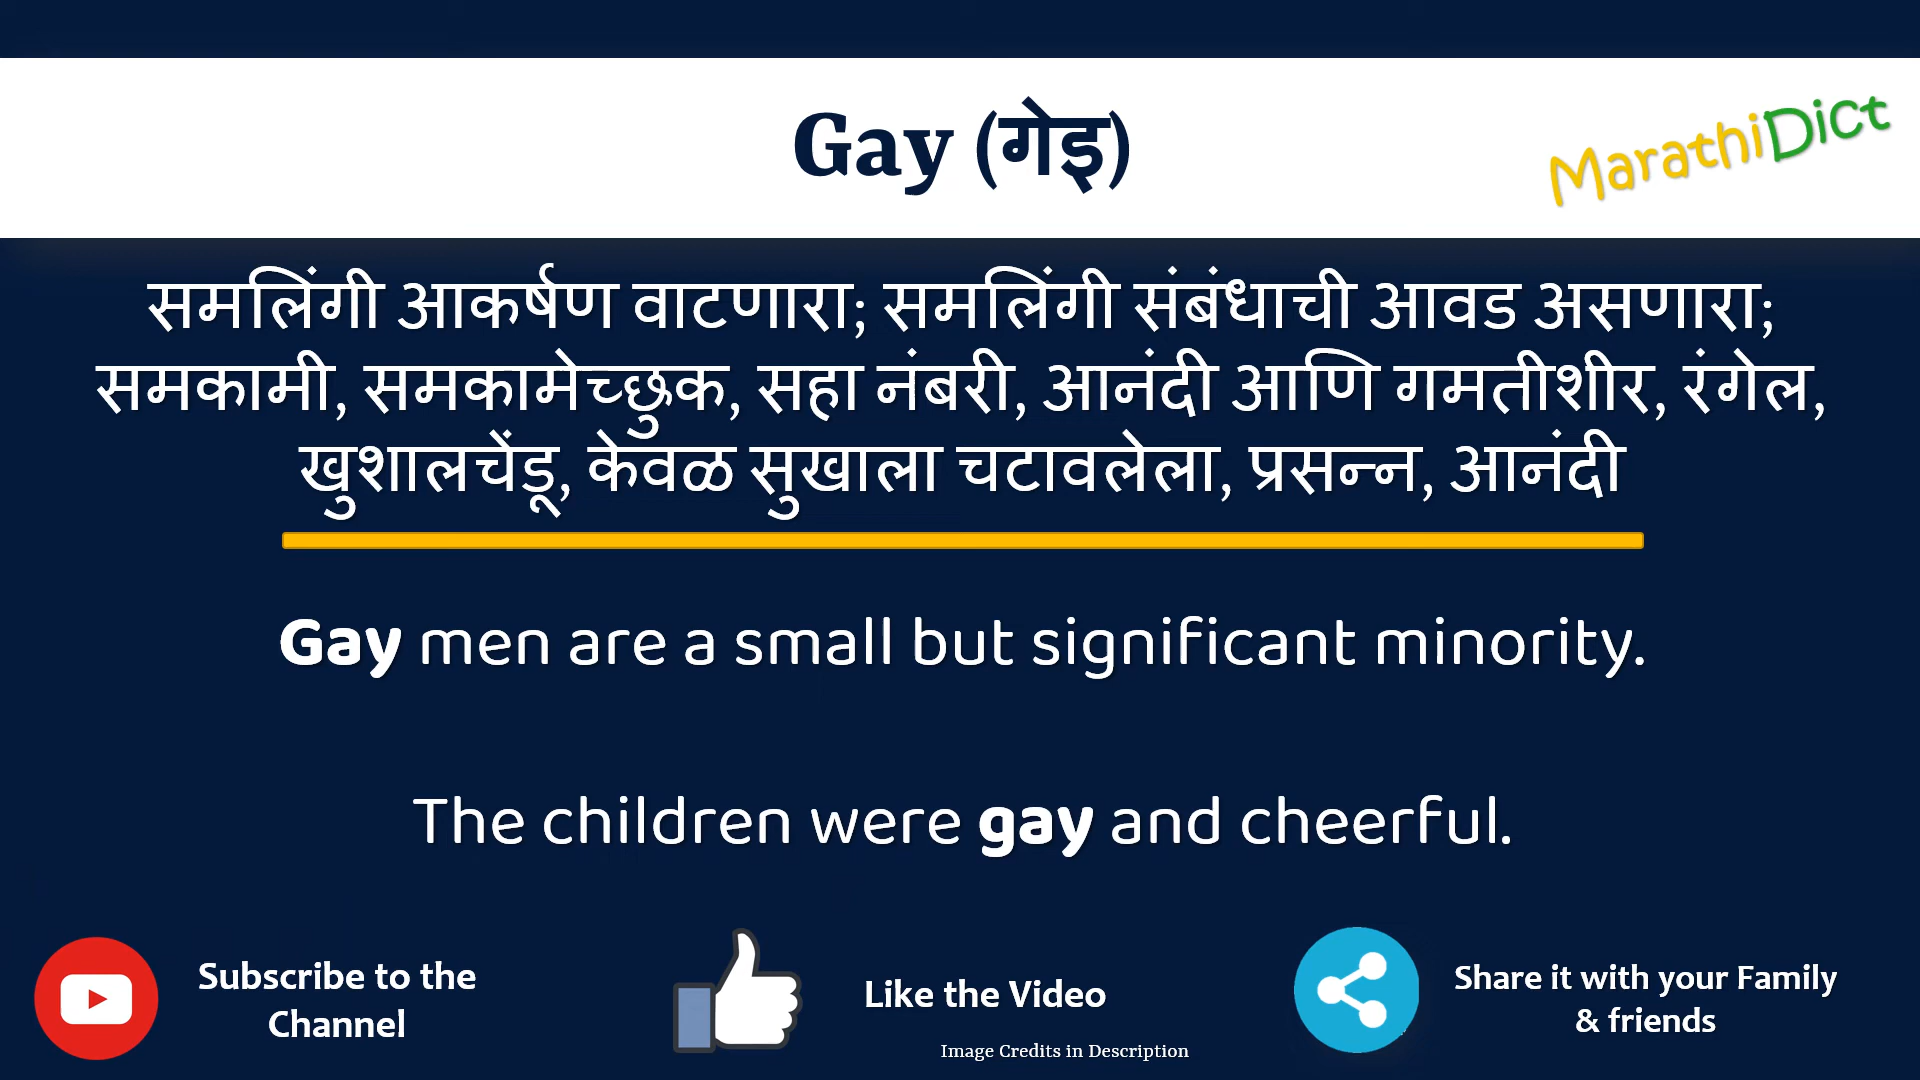 Gay (गेइ)
MarathiDict
समलिंगी आकर्षण वाटणारा; समलिंगी संबंधाची आवड असणारा;
समकामी, समकामेच्छुक, सहा नंबरी, आनंदी आणि गमतीशीर, रंगेल,
खुशालचेंडू, केवळ सुखाला चटावलेला, प्रसन्न, आनंदी
Gay men are a small but significant minority.
The children were gay and cheerful.
Subscribe to the
Channel
Like the Video
Share it with your Family
& friends
Image Credits in Description